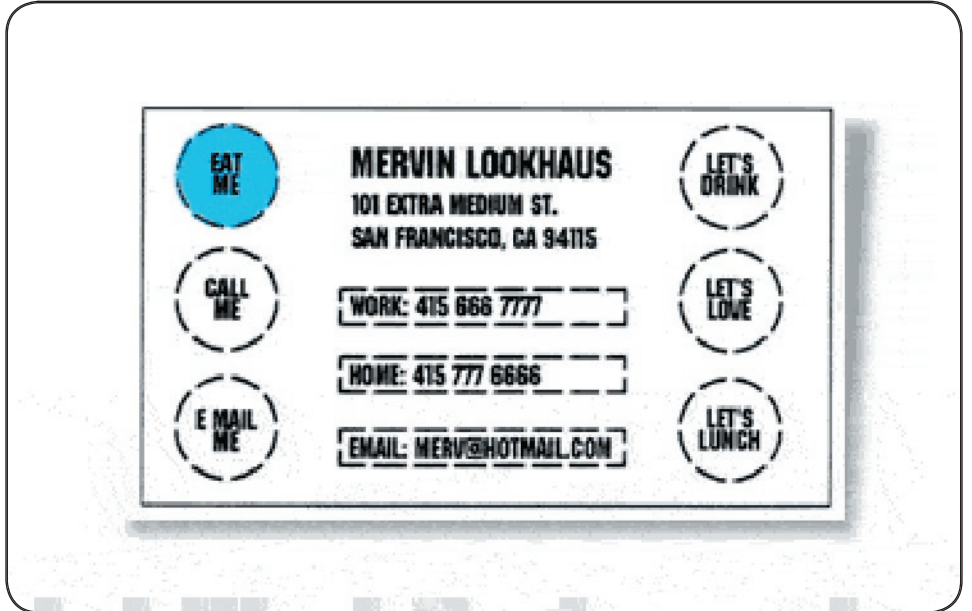 EAT
ME
CALL
ME
E MAIL
ME
MERVIN LOOKHAUS
101 EXTRA MEDIUM ST.
SAN FRANCISCO, CA 94115
WORK: 415 666 7777
HOME: 415 777 6666
EMAIL: MERV@HOTMAIL.COM
LET'S
DRINK
LET'S
LOVE
LET'S
LUNCH